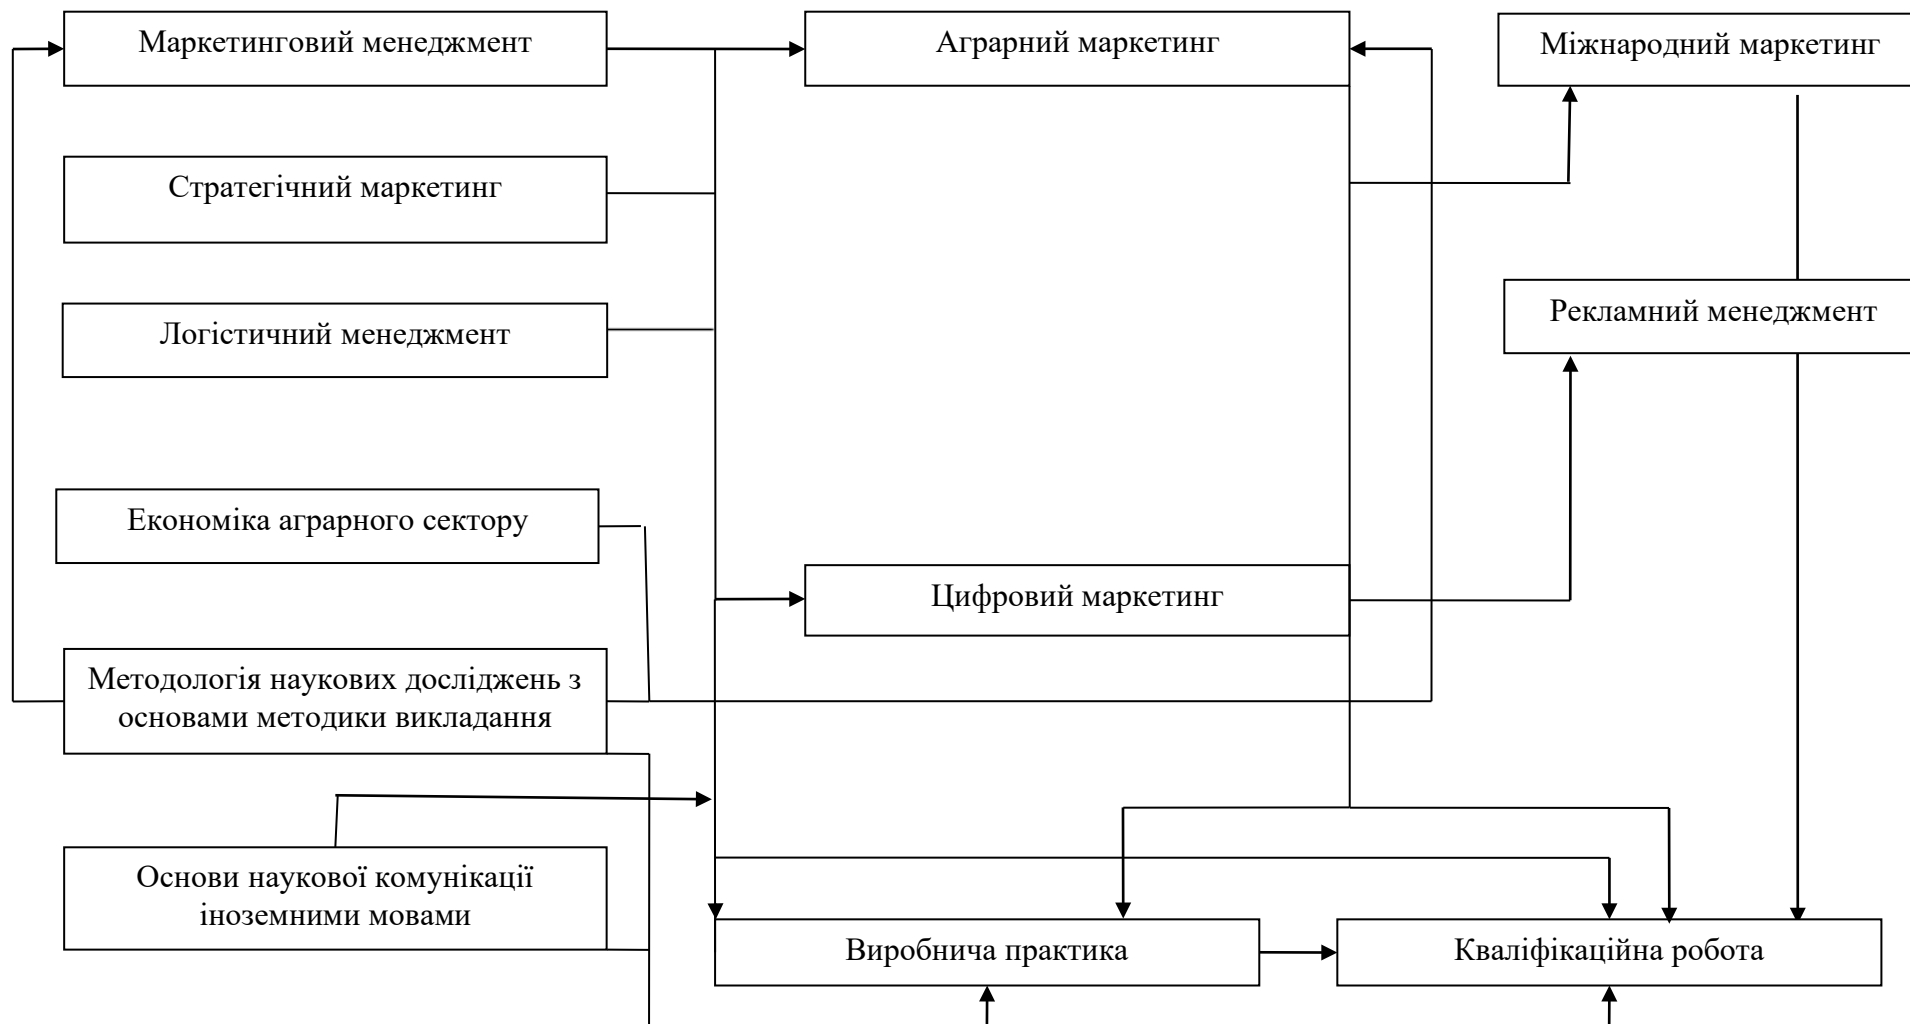 Маркетинговий менеджмент
Аграрний маркетинг
Міжнародний маркетинг
Стратегічний маркетинг
Рекламний менеджмент
Логістичний менеджмент
Економіка аграрного сектору
Цифровий маркетинг
Методологія наукових досліджень з
основами методики викладання
Основи наукової комунікації
іноземними мовами
Виробнича практика
Кваліфікаційна робота